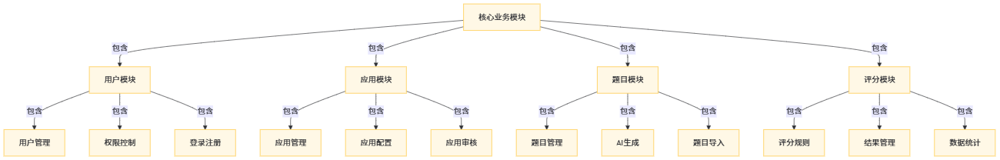 核心业务模块
包含
包含
包含
包含
用户模块
应用模块
题目模块
评分模块
包含
包含
包含
包含
包含
包含
包含
包含
包含
包含
包含
包含
用户管理
权限控制
登录注册
应用管理
应用配置
应用审核
题目管理
AI生成
题目导入
评分规则
结果管理
数据统计